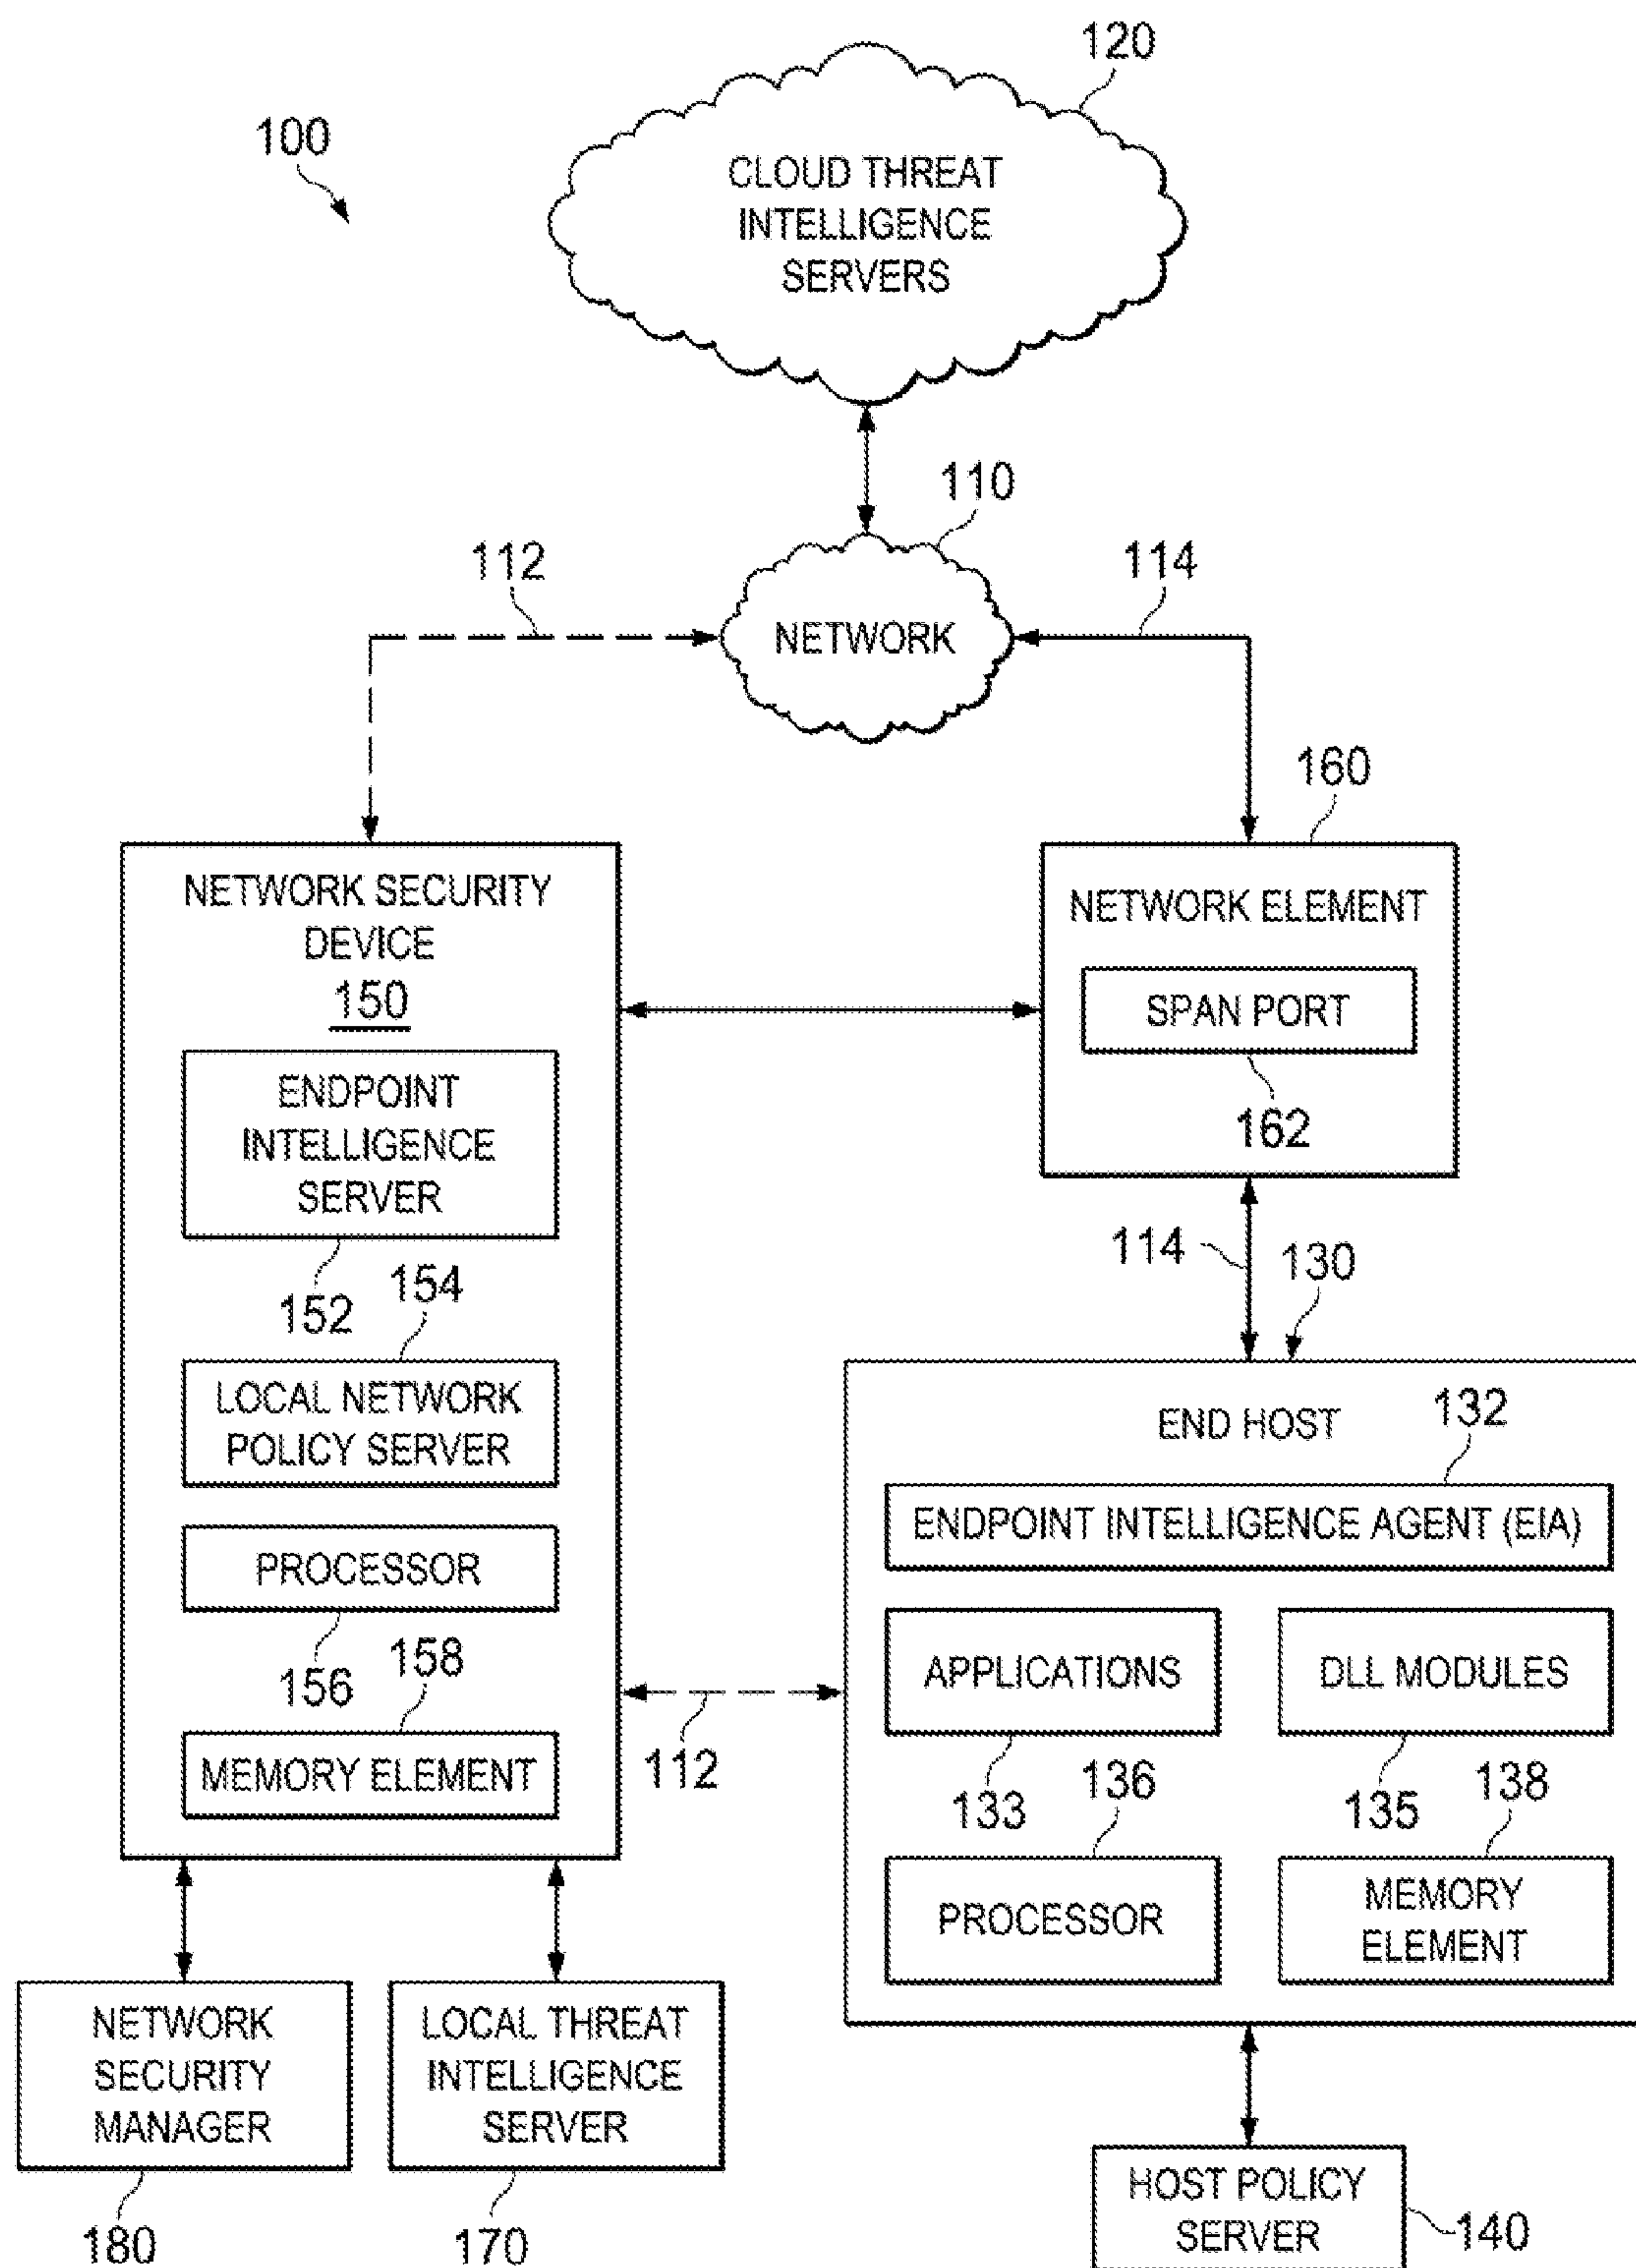 120
100
CLOUD THREAT
INTELLIGENCE
SERVERS
110
112
114
NETWORK
160
NETWORK SECURITY
DEVICE
150
NETWORK ELEMENT
SPAN PORT
162
ENDPOINT
INTELLIGENCE
SERVER
152
154
114
130
LOCAL NETWORK
POLICY SERVER
END HOST
132
ENDPOINT INTELLIGENCE AGENT (EIA)
PROCESSOR
156
158
APPLICATIONS
DLL MODULES
112
133
136
135
138
MEMORY ELEMENT
PROCESSOR
MEMORY
ELEMENT
NETWORK
SECURITY
MANAGER
180
LOCAL THREAT
INTELLIGENCE
SERVER
170
HOST POLICY
SERVER
140